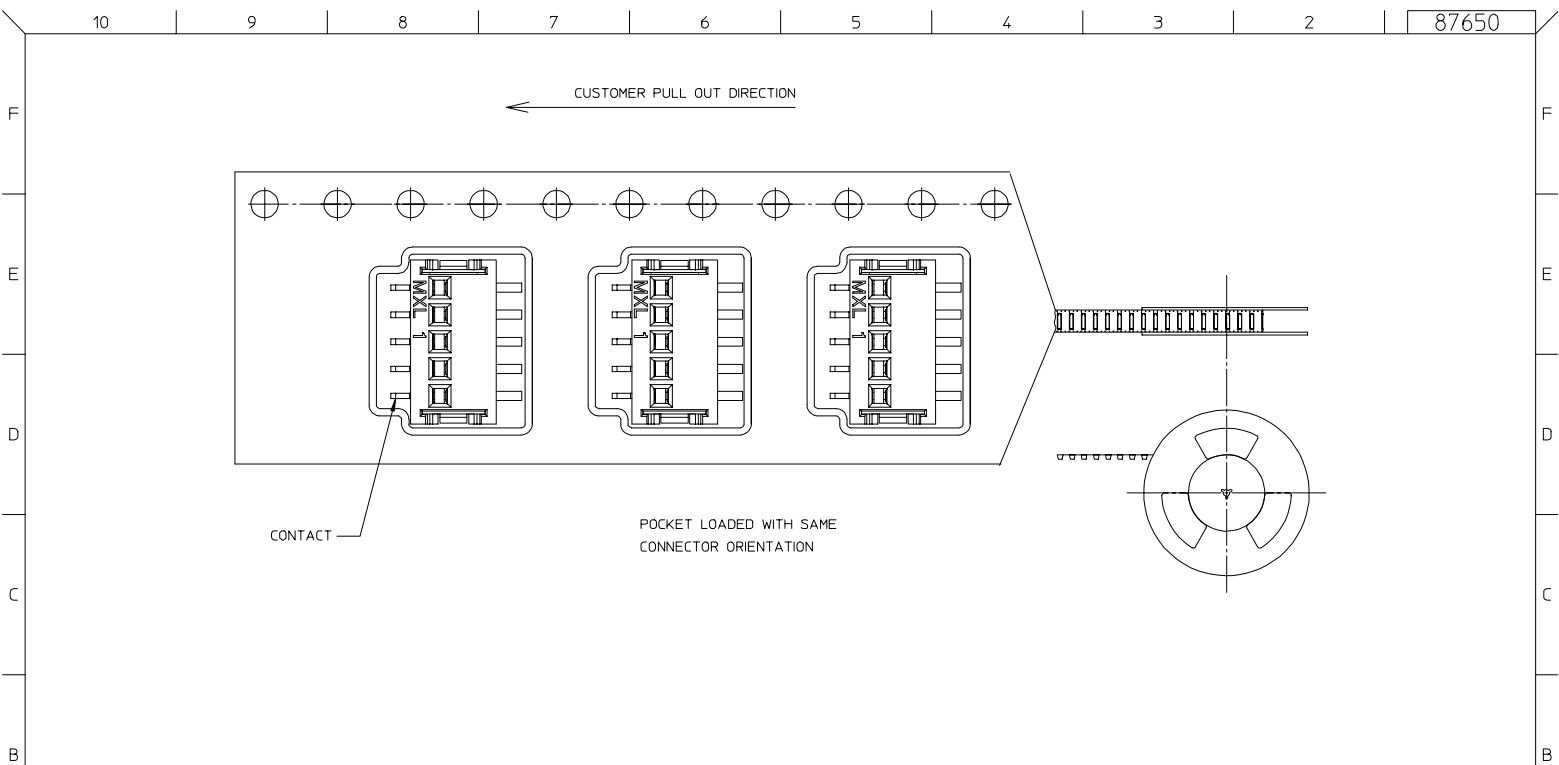 10 9 8 7 6 5 4 3 2 87650
CUSTOMER PULL OUT DIRECTION
F F
E E
MXL 1 MXL 1 MXL 1
D D
CONTACT
POCKET LOADED WITH SAME
CONNECTOR ORIENTATION
C C
B B